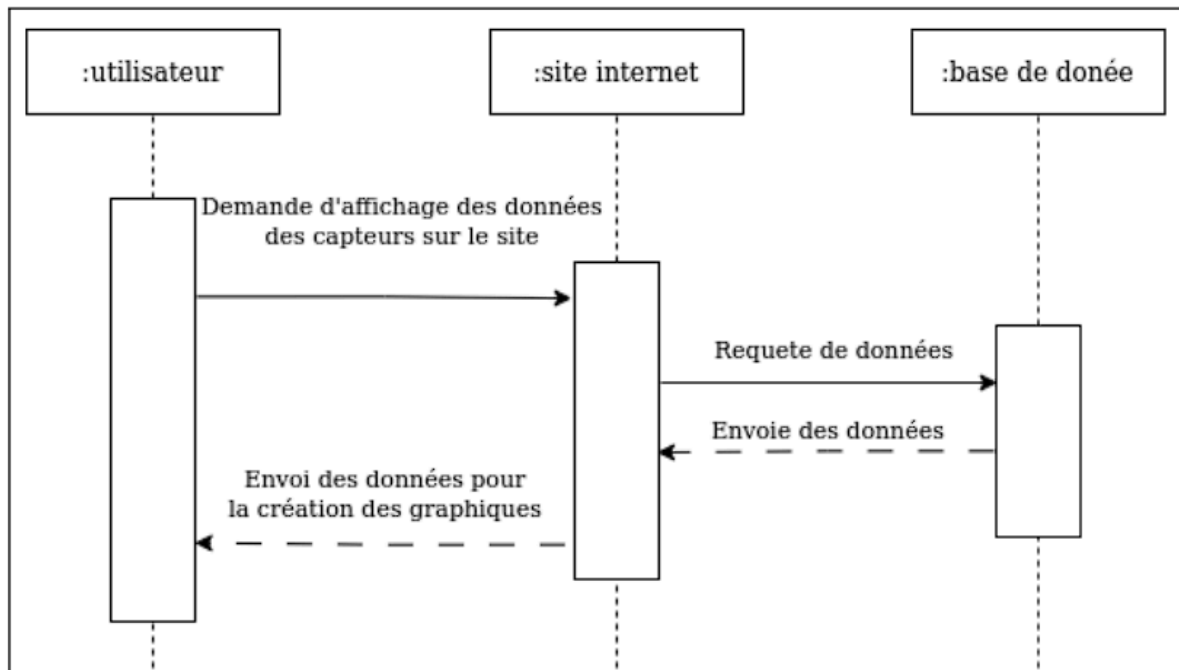 :utilisateur
:site internet
:base de donée
Demande d'affichage des données
des capteurs sur le site
Requete de données
Envoie des données
Envoi des données pour
la création des graphiques